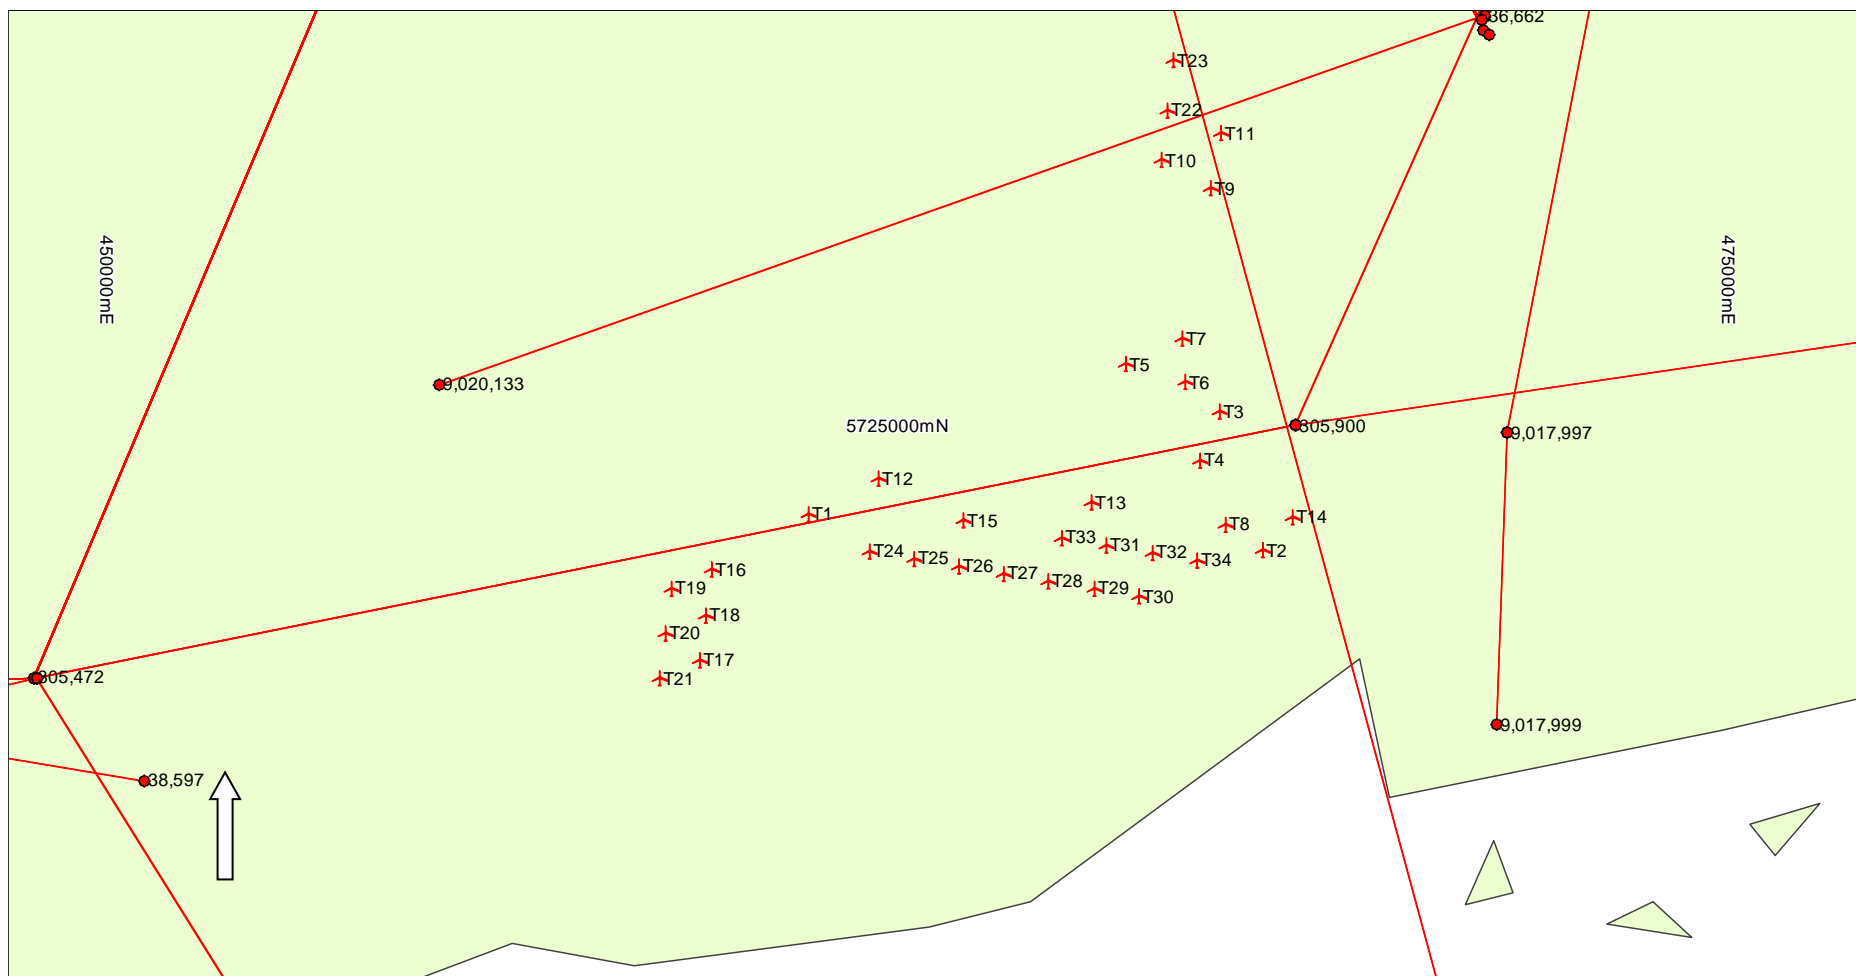 36,662
T23
T22
T11
T10
T9
450000mE
475000mE
T7
T5
T6
9,020,133
T3
5725000mN
305,900
9,017,997
T4
T12
T13
T1
T15
T14
T8
T33
T31
T24
T32
T2
T25
T34
T26
T16
T27
T28
T19
T29
T30
T18
T20
T17
305,472
T21
9,017,999
38,597